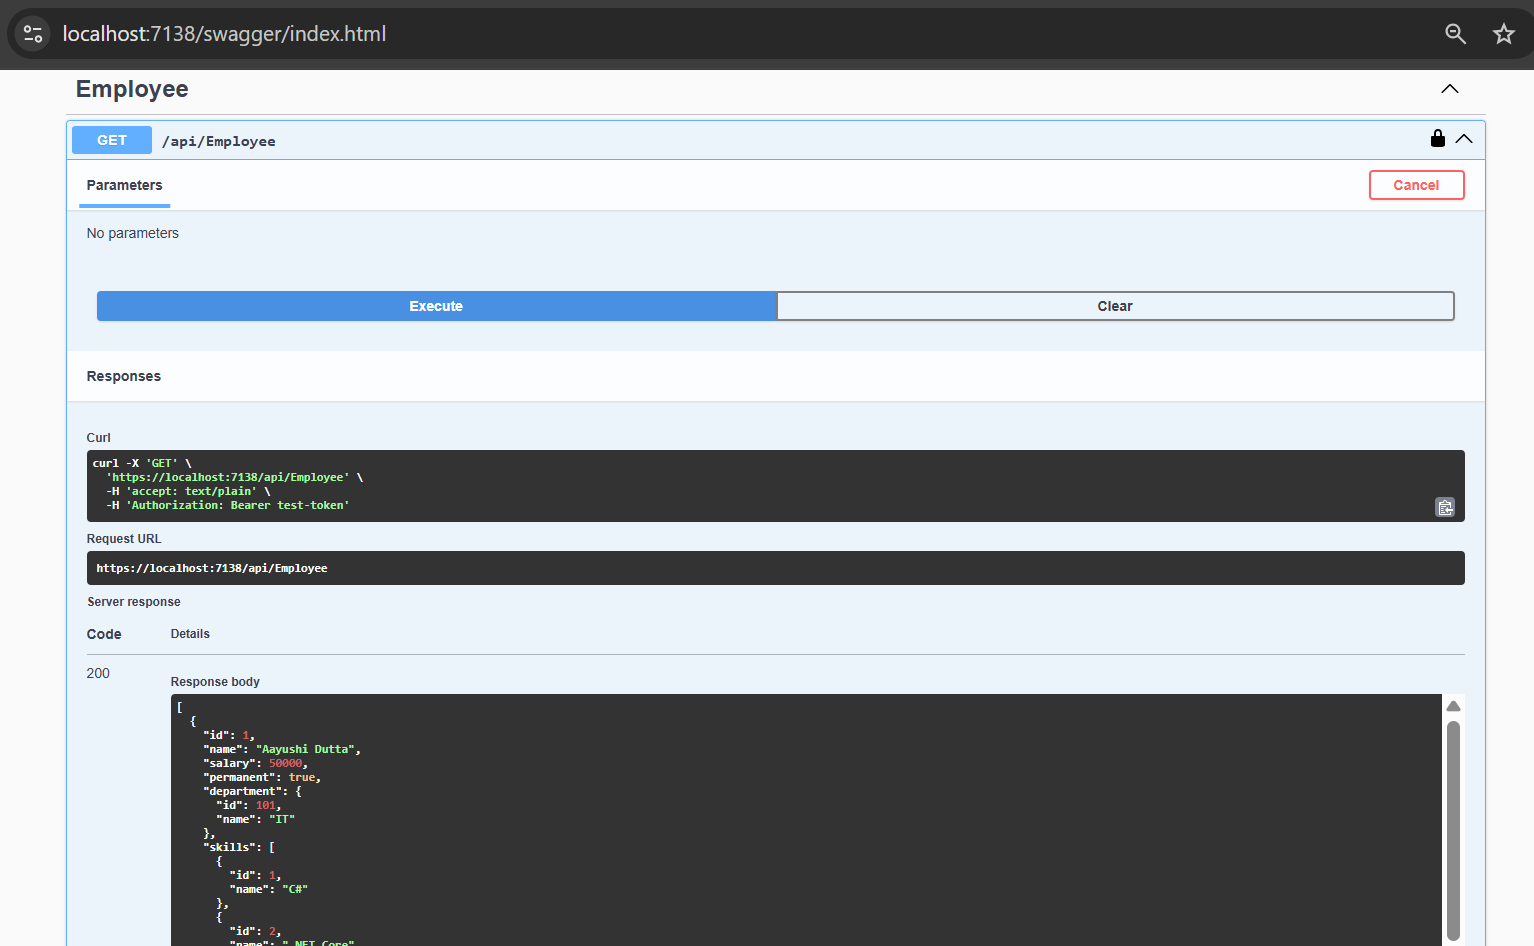 localhost:7138/swagger/index.html
Employee
GET /api/Employee
Parameters
Cancel
No parameters
Execute
Clear
Responses
Curl
curl -X 'GET' \
  'https://localhost:7138/api/Employee' \
  -H 'accept: text/plain' \
  -H 'Authorization: Bearer test-token'
Request URL
https://localhost:7138/api/Employee
Server response
Code Details
200
Response body
[
  {
    "id": 1,
    "name": "Aayushi Dutta",
    "salary": 50000,
    "permanent": true,
    "department": {
      "id": 101,
      "name": "IT"
    },
    "skills": [
      {
        "id": 1,
        "name": "C#"
      },
      {
        "id": 2,
        "name": ".NET Core"